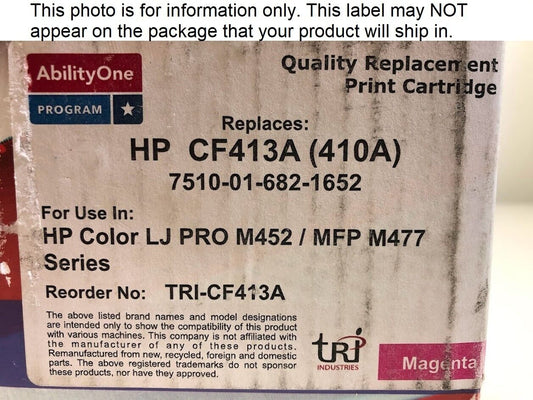 This photo is for information only. This label may NOT
appear on the package that your product will ship in.
AbilityOne
PROGRAM
Quality Replacement
Print Cartridge
Replaces:
HP CF413A (410A)
7510-01-682-1652
For Use In:
HP Color LJ PRO M452 / MFP M477
Series
Reorder No: TRI-CF413A
The above listed brand names and model designations
are intended only to show the compatibility of this product
with various machines. This company is not affiliated with
the manufacturer of any of these products.
Remanufactured from new, recycled, foreign and domestic
parts. The above registered trademarks do not sponsor
these products, nor have they approved them.
tri
INDUSTRIES
Magenta